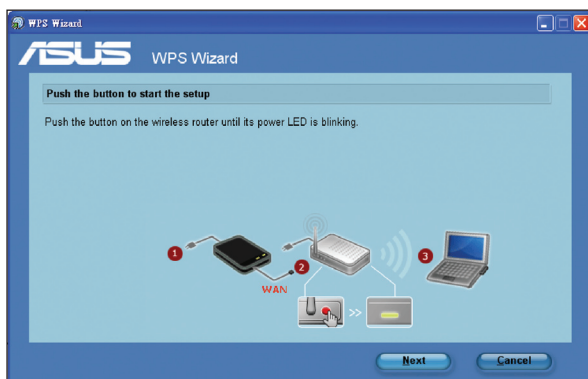 WPS Wizard
ASUS WPS Wizard
Push the button to start the setup
Push the button on the wireless router until its power LED is blinking.
1
2
3
WAN
>>
Next
Cancel